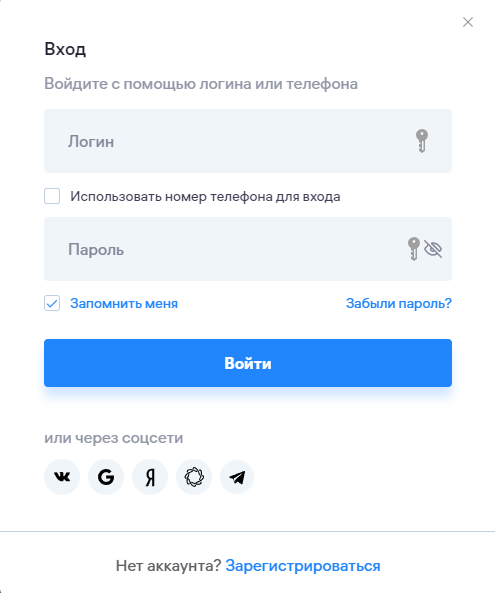 Вход
Войдите с помощью логина или телефона
Логин
Использовать номер телефона для входа
Пароль
Запомнить меня Забыли пароль?
Войти
или через соцсети
Нет аккаунта? Зарегистрироваться